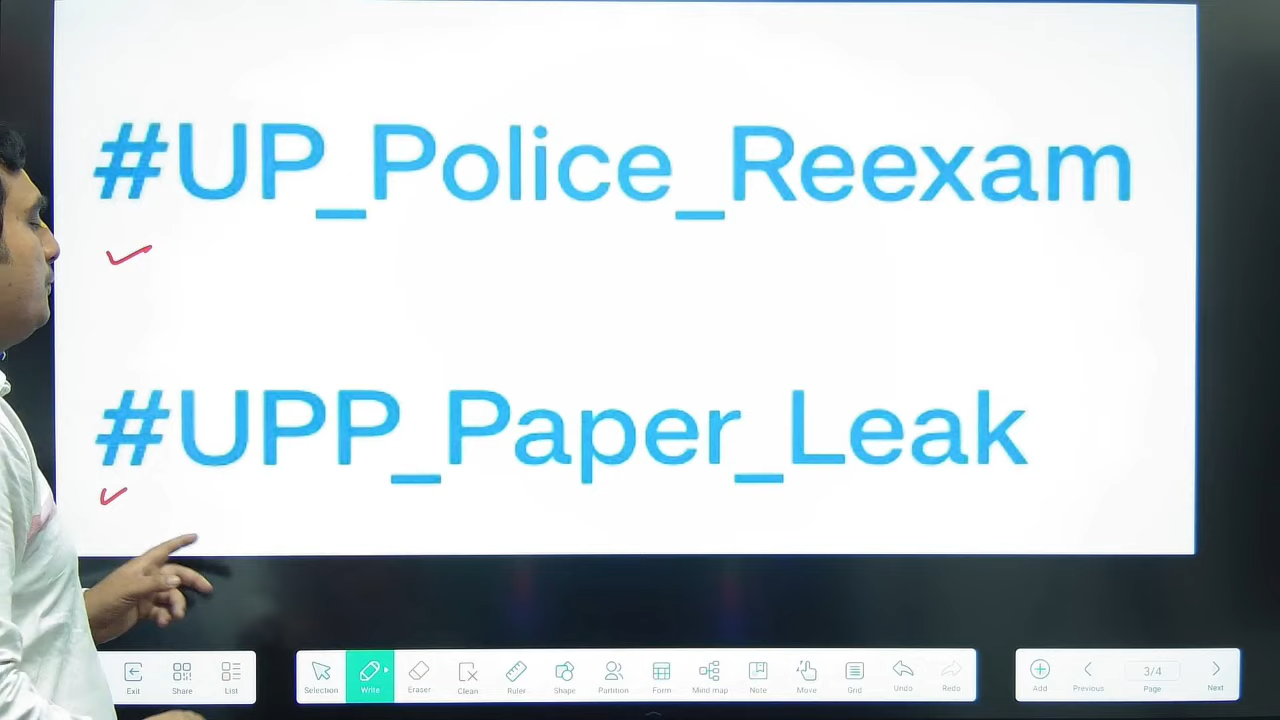 #UP_Police_Reexam
#UPP_Paper_Leak
Exit Share List Selection Write Eraser Clean Ruler Shape Partition Form Mind map Note Move Grid Undo Redo Add Previous 3/4 Page Next